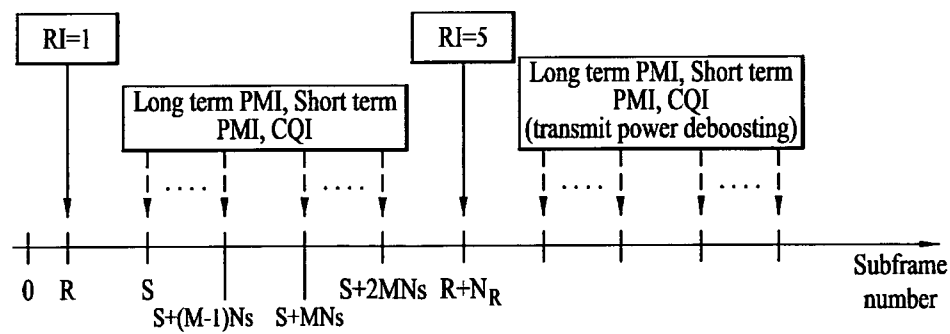 RI=1
RI=5
Long term PMI, Short term
PMI, CQI
Long term PMI, Short term
PMI, CQI
(transmit power deboosting)
0
R
S
S+(M-1)Ns
S+MNs
S+2MNs
R+NR
Subframe
number